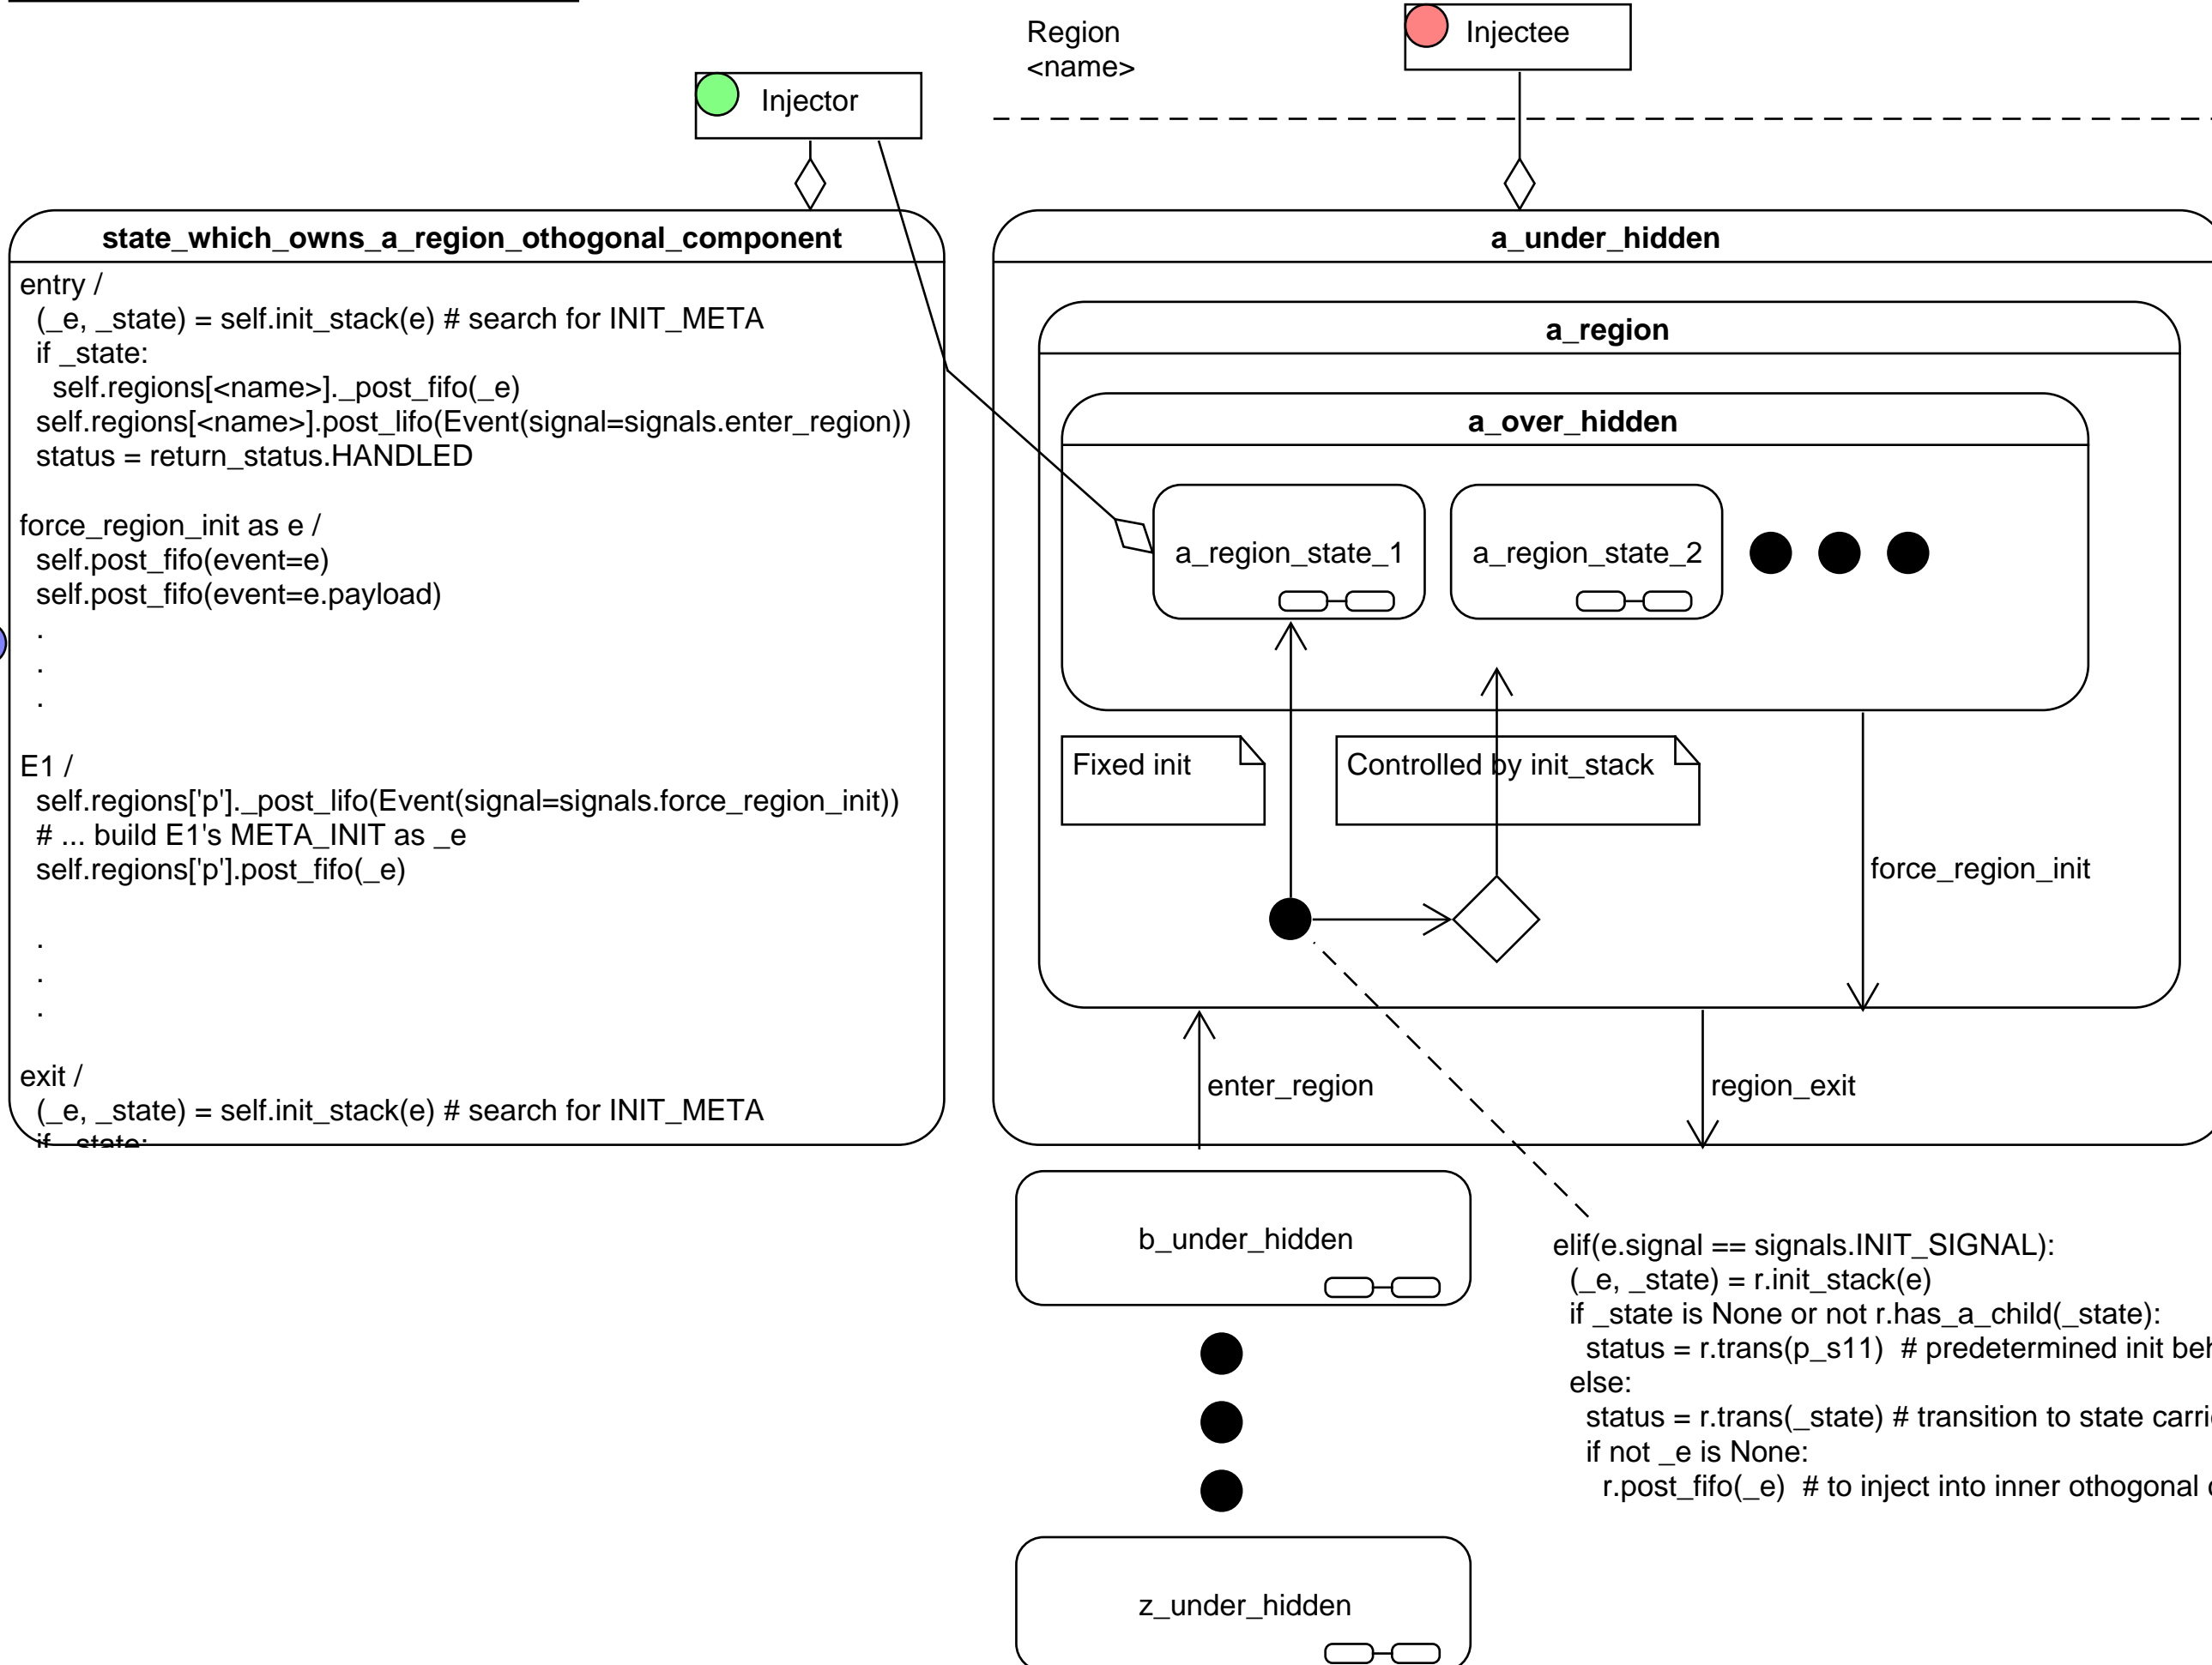 Region
<name>
Injectee
Injector
state_which_owns_a_region_othogonal_component
entry /
(_e, _state) = self.init_stack(e) # search for INIT_META
if _state:
self.regions[<name>]._post_fifo(_e)
self.regions[<name>].post_lifo(Event(signal=signals.enter_region))
status = return_status.HANDLED
force_region_init as e /
self.post_fifo(event=e)
self.post_fifo(event=e.payload)
.
.
.
E1 /
self.regions['p']._post_lifo(Event(signal=signals.force_region_init))
# ... build E1's META_INIT as _e
self.regions['p'].post_fifo(_e)
.
.
.
exit /
(_e, _state) = self.init_stack(e) # search for INIT_META
if _state:
a_under_hidden
a_region
a_over_hidden
a_region_state_1
a_region_state_2
Fixed init
Controlled by init_stack
force_region_init
enter_region
region_exit
b_under_hidden
elif(e.signal == signals.INIT_SIGNAL):
(_e, _state) = r.init_stack(e)
if _state is None or not r.has_a_child(_state):
status = r.trans(p_s11)  # predetermined init
else:
status = r.trans(_state) # transition to state
if not _e is None:
r.post_fifo(_e)  # to inject into inner othogonal
z_under_hidden